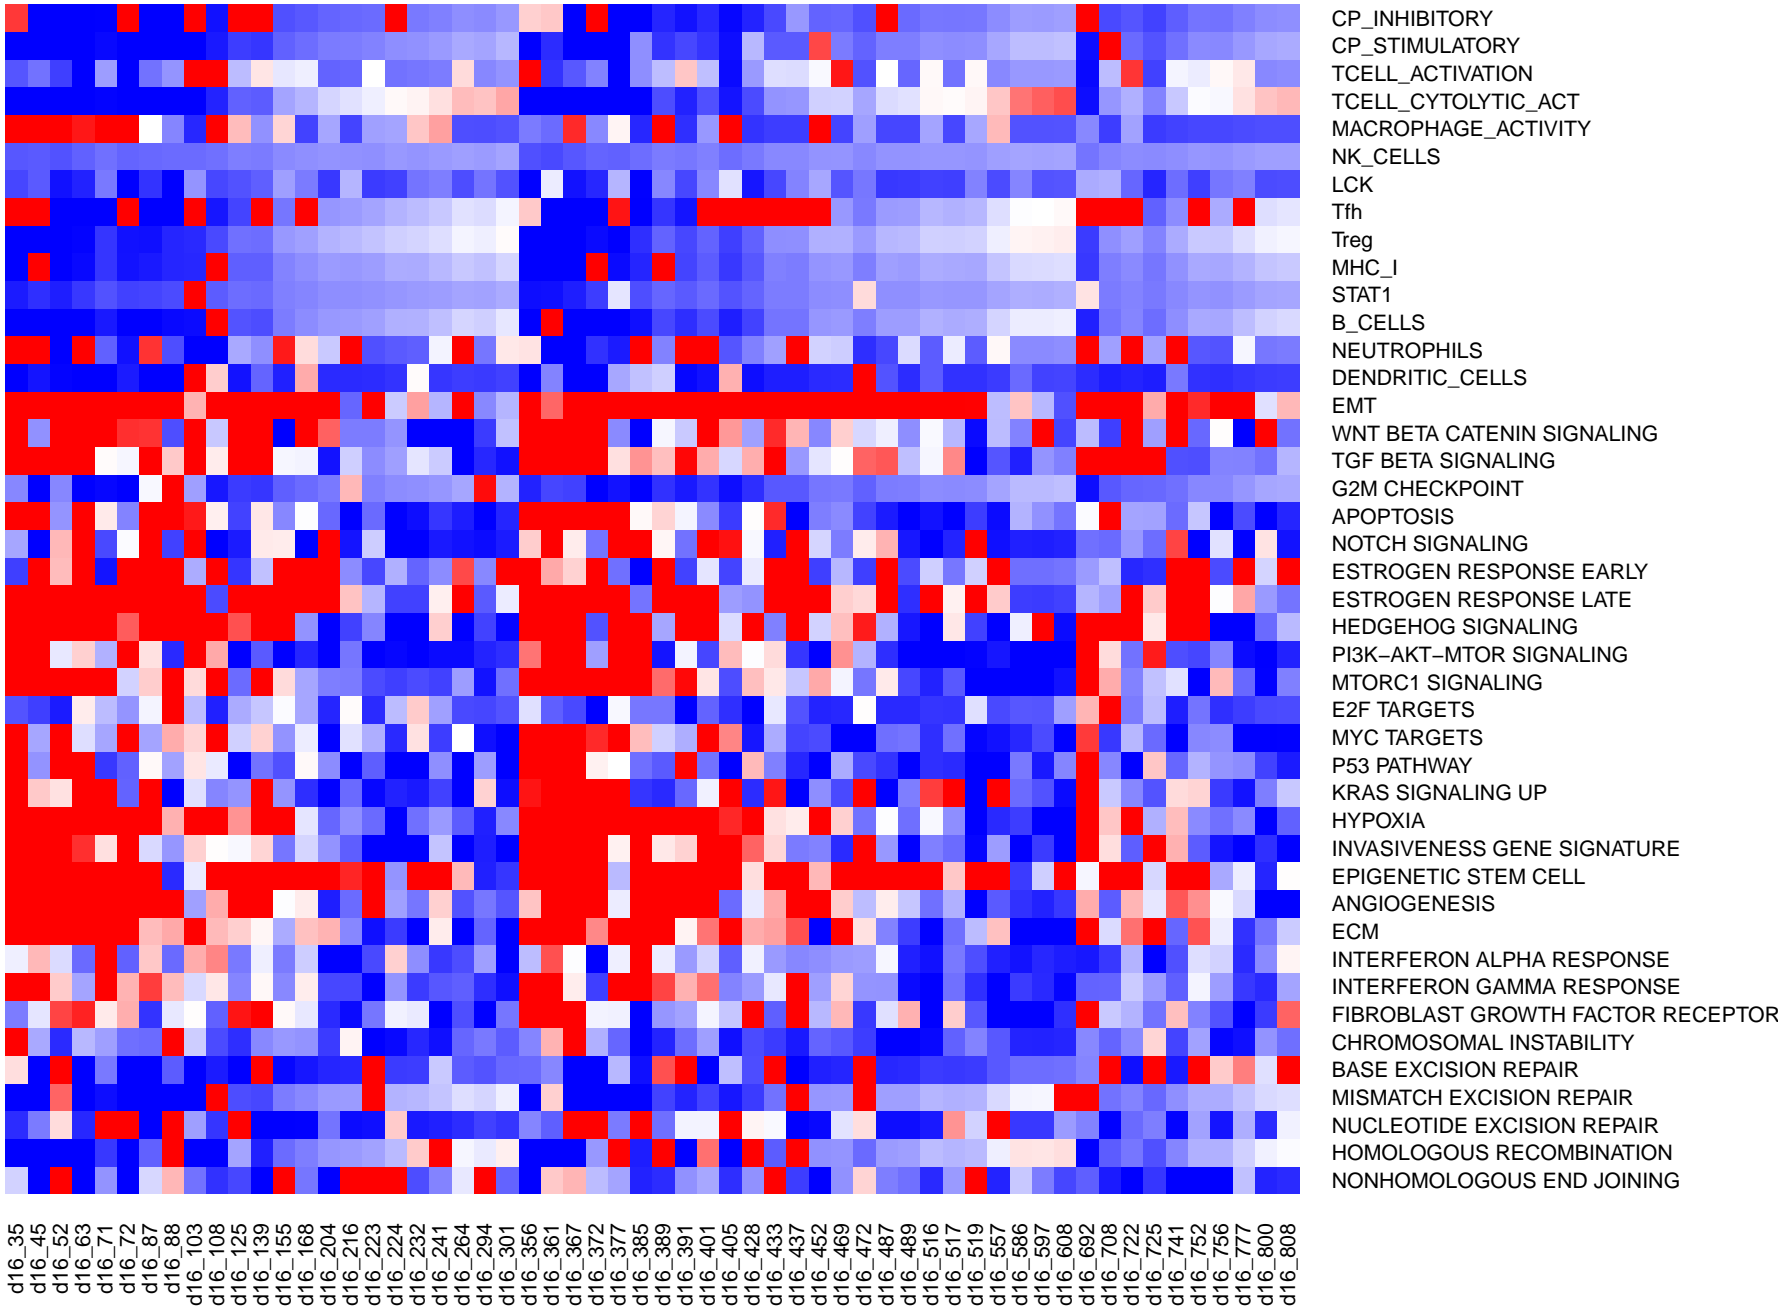 CP_INHIBITORY
CP_STIMULATORY
TCELL_ACTIVATION
TCELL_CYTOLYTIC_ACT
MACROPHAGE_ACTIVITY
NK_CELLS
LCK
Tfh
Treg
MHC_I
STAT1
B_CELLS
NEUTROPHILS
DENDRITIC_CELLS
EMT
WNT BETA CATENIN SIGNALING
TGF BETA SIGNALING
G2M CHECKPOINT
APOPTOSIS
NOTCH SIGNALING
ESTROGEN RESPONSE EARLY
ESTROGEN RESPONSE LATE
HEDGEHOG SIGNALING
PI3K−AKT−MTOR SIGNALING
MTORC1 SIGNALING
E2F TARGETS
MYC TARGETS
P53 PATHWAY
KRAS SIGNALING UP
HYPOXIA
INVASIVENESS GENE SIGNATURE
EPIGENETIC STEM CELL
ANGIOGENESIS
ECM
INTERFERON ALPHA RESPONSE
INTERFERON GAMMA RESPONSE
FIBROBLAST GROWTH FACTOR RECEPTOR
CHROMOSOMAL INSTABILITY
BASE EXCISION REPAIR
MISMATCH EXCISION REPAIR
NUCLEOTIDE EXCISION REPAIR
HOMOLOGOUS RECOMBINATION
NONHOMOLOGOUS END JOINING
d16_35
d16_45
d16_52
d16_63
d16_71
d16_72
d16_87
d16_88
d16_103
d16_108
d16_125
d16_139
d16_155
d16_168
d16_204
d16_216
d16_223
d16_224
d16_232
d16_241
d16_264
d16_294
d16_301
d16_356
d16_361
d16_367
d16_372
d16_377
d16_385
d16_389
d16_391
d16_401
d16_405
d16_428
d16_433
d16_437
d16_452
d16_469
d16_472
d16_487
d16_489
d16_516
d16_517
d16_519
d16_557
d16_586
d16_597
d16_608
d16_692
d16_708
d16_722
d16_725
d16_741
d16_752
d16_756
d16_777
d16_800
d16_808